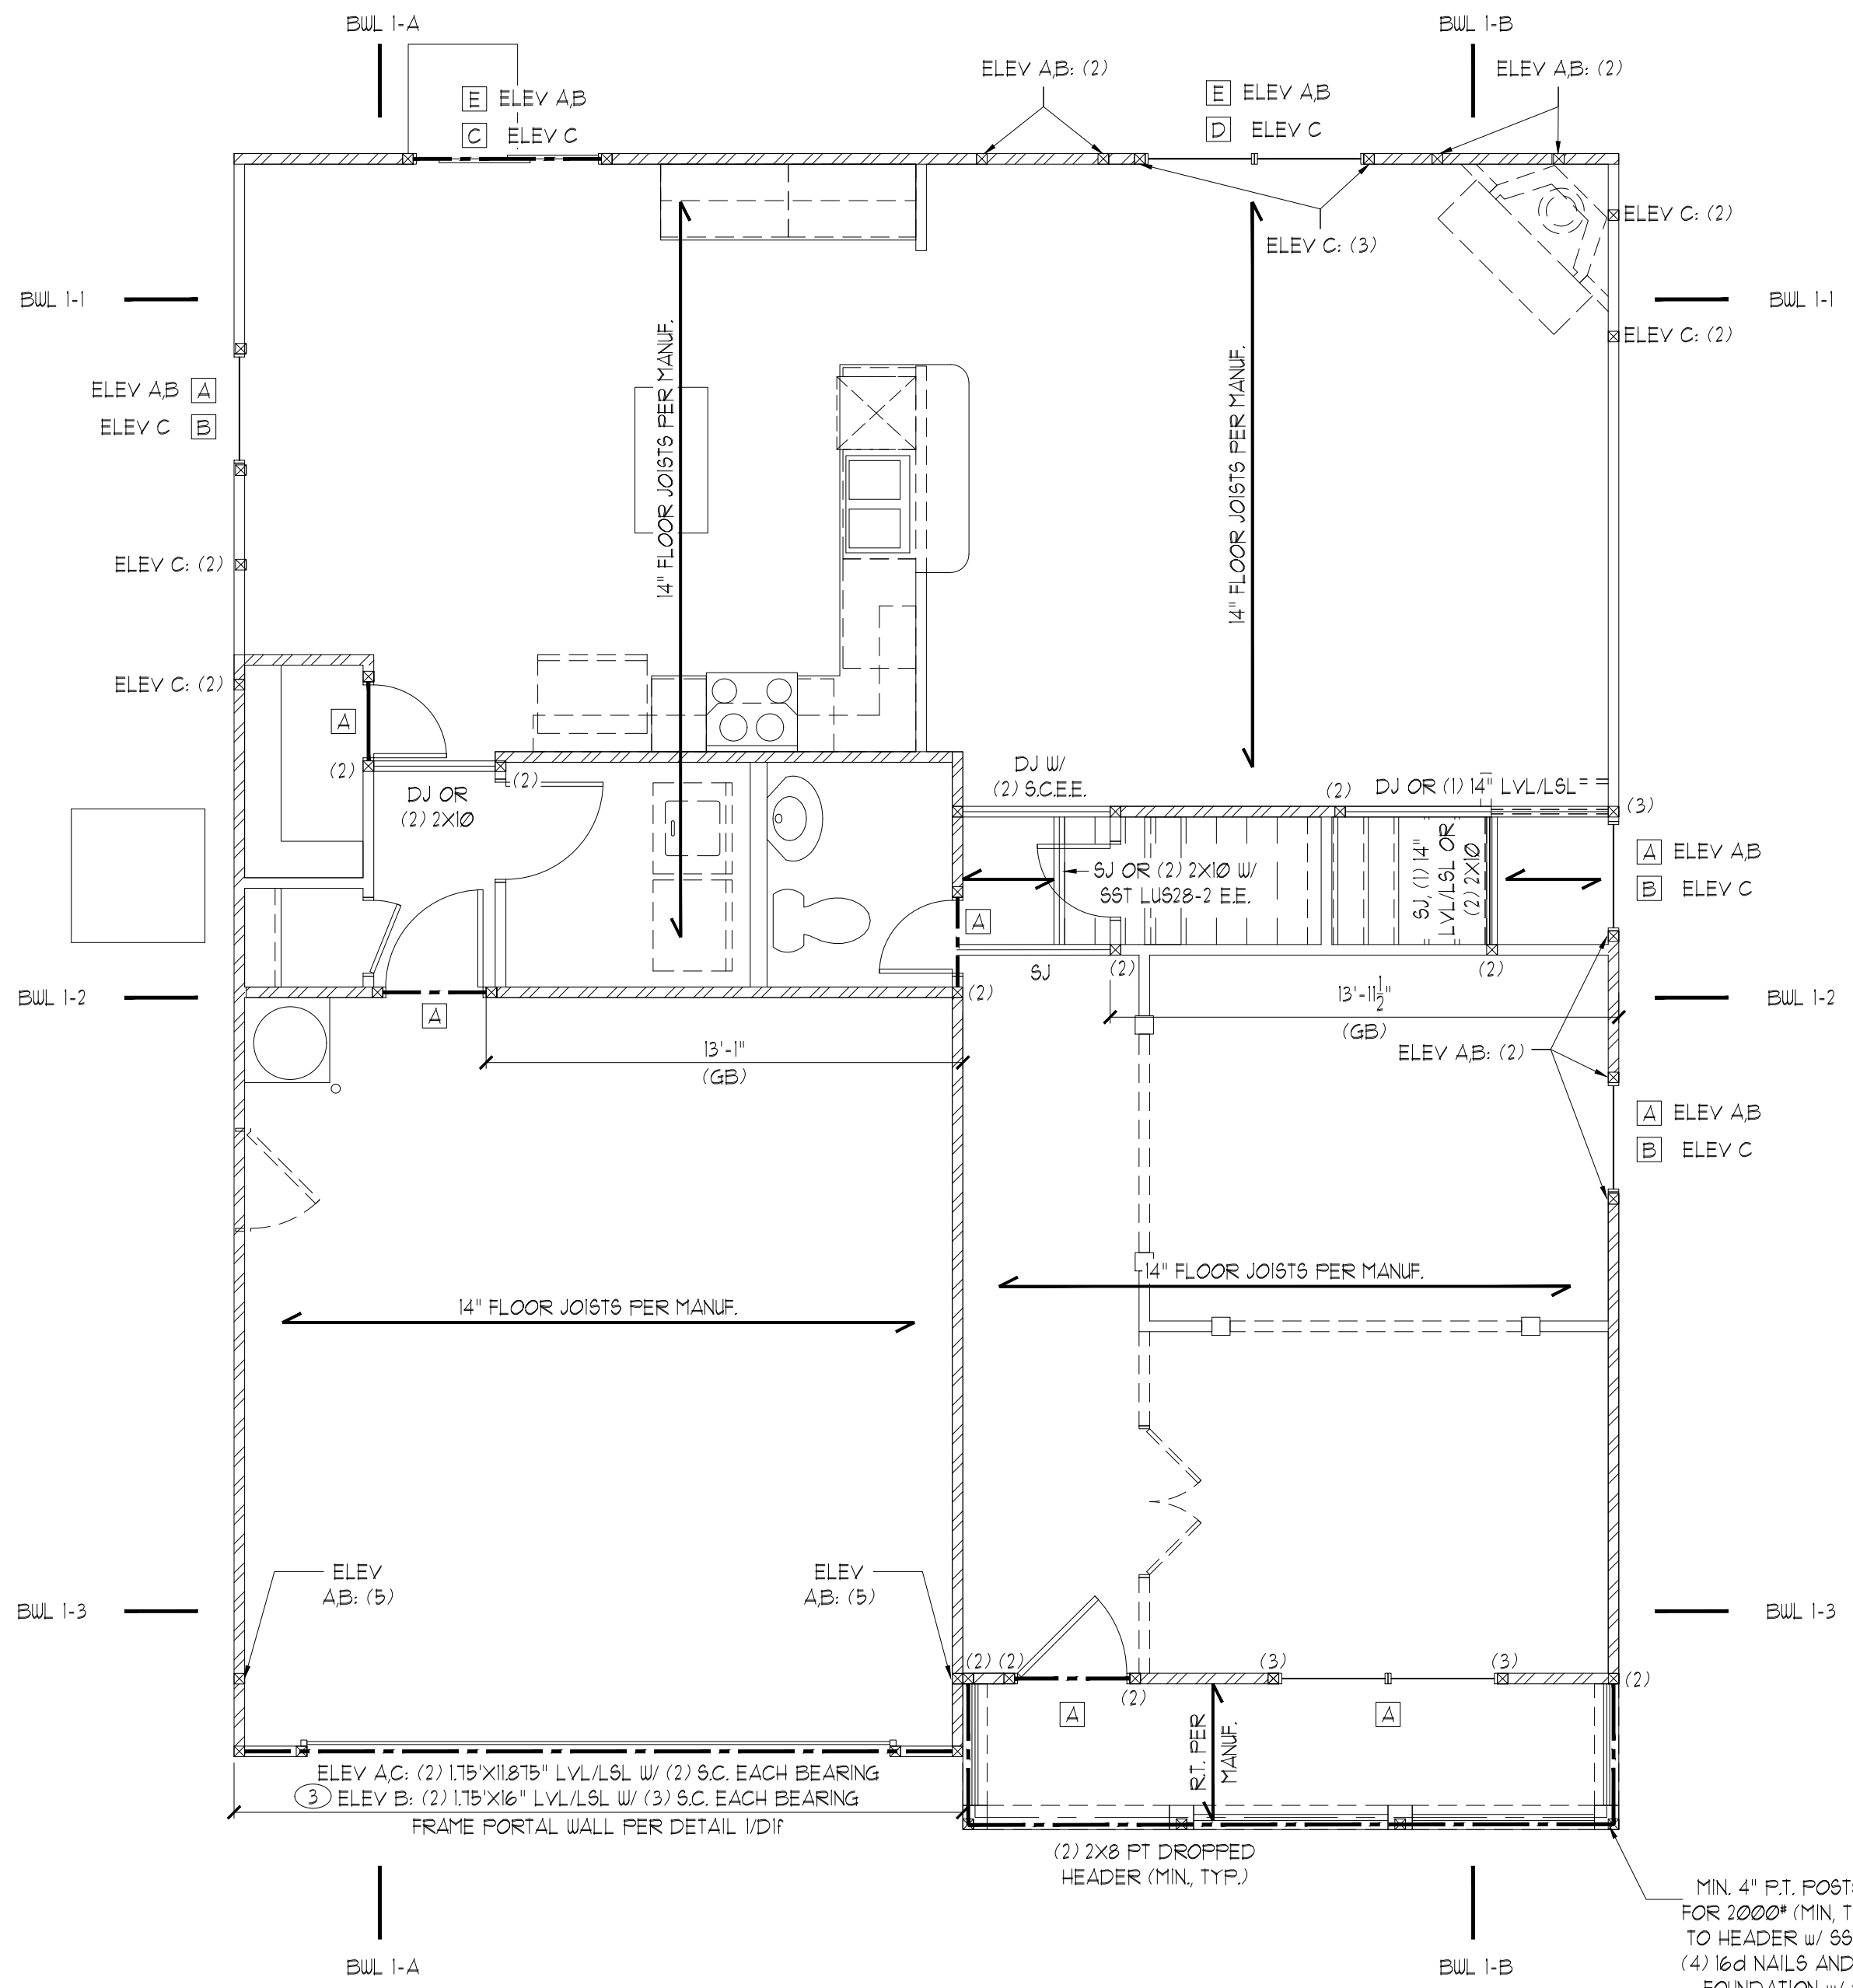 BWL 1-A
BWL 1-B
ELEV A,B: (2)
ELEV A,B: (2)
E ELEV A,B
C ELEV C
E ELEV A,B
D ELEV C
ELEV C: (2)
ELEV C: (3)
BWL 1-1
BWL 1-1
ELEV C: (2)
14" FLOOR JOISTS PER MANUF.
14" FLOOR JOISTS PER MANUF.
ELEV A,B A
ELEV C B
ELEV C: (2)
ELEV C: (2)
A
(2)
(2)
DJ OR
(2) 2X10
DJ W/
(2) S.C.E.E.
(2)
DJ OR (1) 14" LVL/LSL
(3)
A ELEV A,B
B ELEV C
SJ OR (2) 2X10 W/
SST LUS28-2 E.E.
SJ, (1) 14"
LVL/LSL OR
(2) 2X10
A
SJ
(2)
(2)
(2)
BWL 1-2
BWL 1-2
A
13'-11 1/2"
(GB)
13'-1"
(GB)
ELEV A,B: (2)
A ELEV A,B
B ELEV C
14" FLOOR JOISTS PER MANUF.
14" FLOOR JOISTS PER MANUF.
ELEV
A,B: (5)
ELEV
A,B: (5)
BWL 1-3
BWL 1-3
(2) (2)
(3)
(3)
(2)
(2)
A
A
R.T. PER
MANUF.
ELEV A,C: (2) 1.75'X11.875" LVL/LSL W/ (2) S.C. EACH BEARING
3 ELEV B: (2) 1.75'X16" LVL/LSL W/ (3) S.C. EACH BEARING
FRAME PORTAL WALL PER DETAIL 1/D1f
(2) 2X8 PT DROPPED
HEADER (MIN., TYP.)
MIN. 4" P.T. POST
FOR 2000# (MIN, T
TO HEADER w/ SS
(4) 16d NAILS AND
FOUNDATION w/
BWL 1-A
BWL 1-B